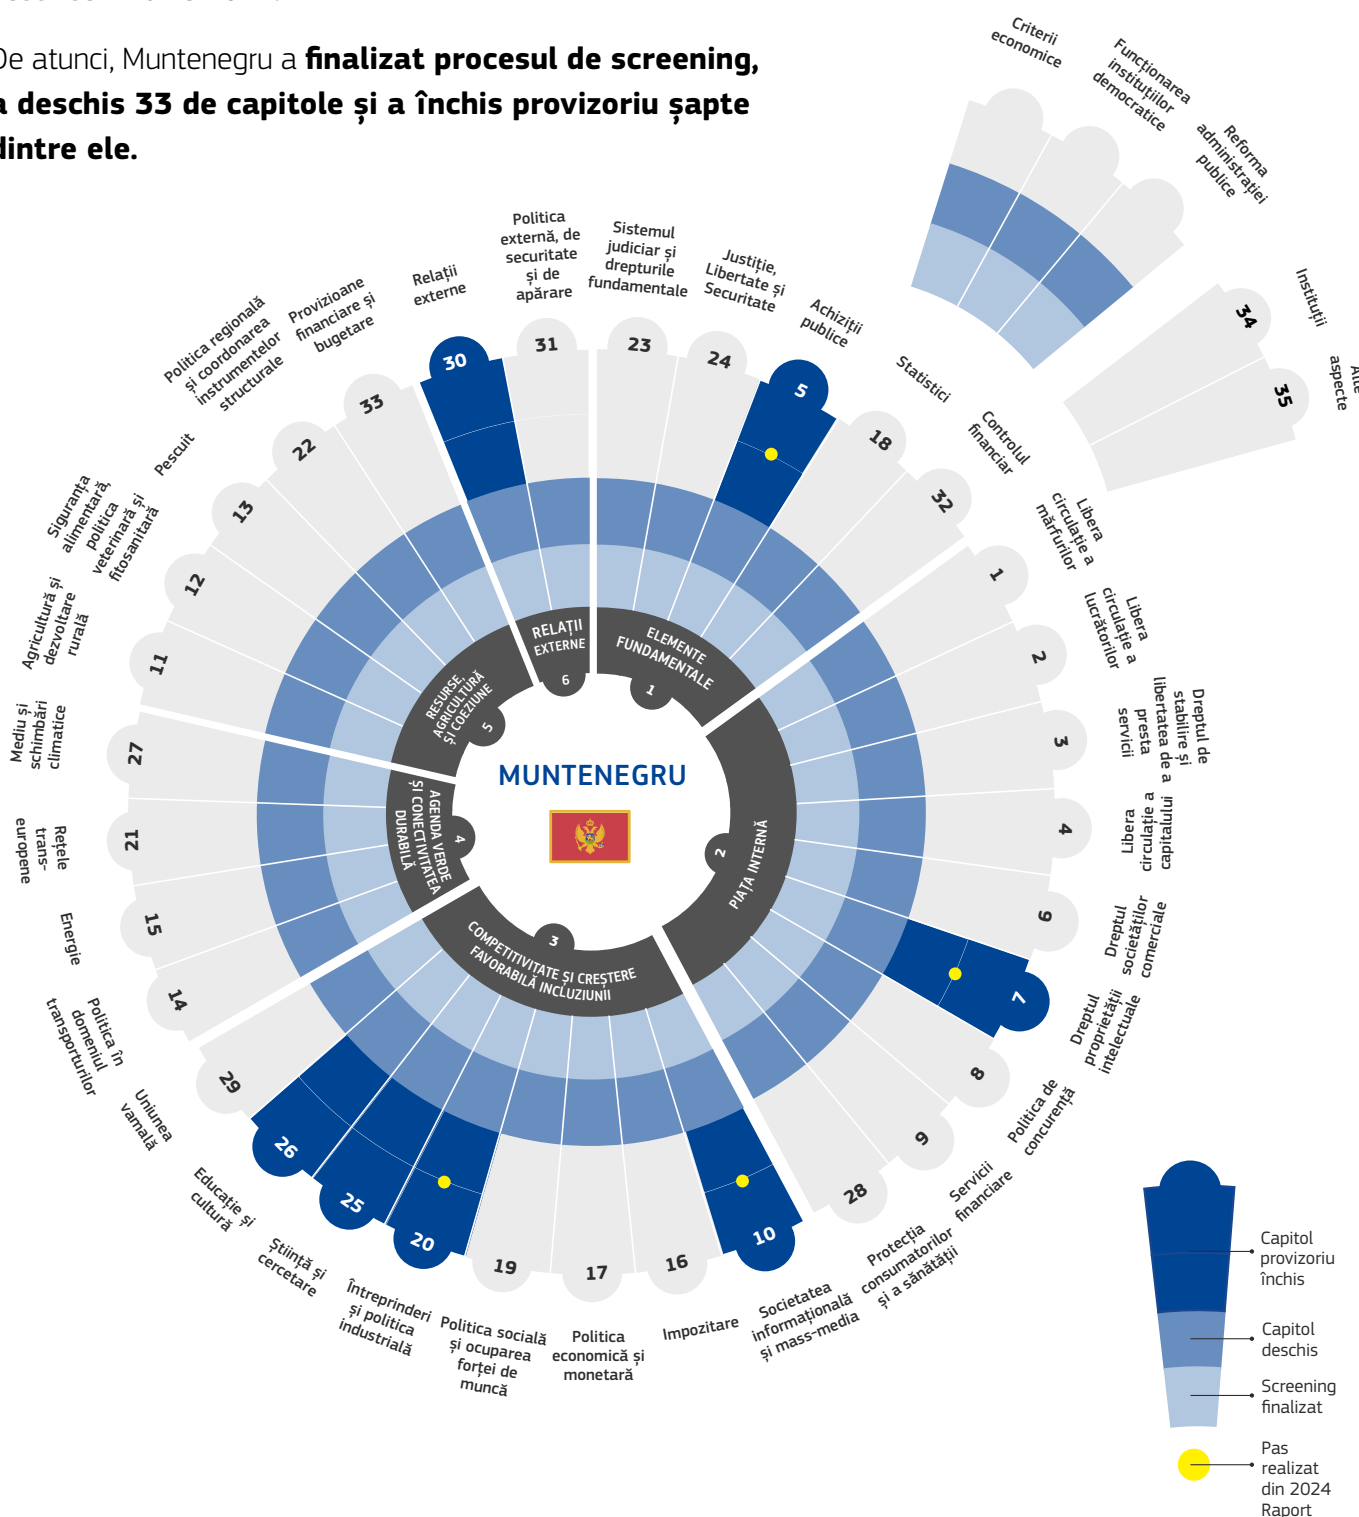 De atunci, Muntenegru a finalizat procesul de screening,
a deschis 33 de capitole și a închis provizoriu șapte
dintre ele.
Criterii
economice
Funcționarea
instituțiilor
democratice
Reforma
administrației
publice
34
Instituții
35
Alte
aspecte
Politica
externă, de
securitate
și de
apărare
31
Sistemul
judiciar și
drepturile
fundamentale
23
Justiție,
Libertate și
Securitate
24
Achiziții
publice
5
Statistici
18
Controlul
financiar
32
Libera
circulație a
mărfurilor
1
Libera
circulație a
lucrătorilor
2
Dreptul de
stabilire și
libertatea de a
presta
servicii
3
Libera
circulație a
capitalului
4
Dreptul
societăților
comerciale
6
Dreptul
proprietății
intelectuale
7
Politica de
concurență
8
Servicii
financiare
9
Protecția
consumatorilor
și a sănătății
28
Societatea
informațională
și mass-media
10
Impozitare
16
Politica
economică și
monetară
17
Politica socială
și ocuparea
forței de
muncă
19
Întreprinderi
și politica
industrială
20
Știință și
cercetare
25
Educație și
cultură
26
Uniunea
vamală
29
Politica în
domeniul
transporturilor
14
Energie
15
Rețele
trans-
europene
21
Mediu și
schimbări
climatice
27
Agricultură și
dezvoltare
rurală
11
Siguranța
alimentară,
politica
veterinară și
fitosanitară
12
Pescuit
13
Politica regională
și coordonarea
instrumentelor
structurale
22
Provizioane
financiare și
bugetare
33
Relații
externe
30
ELEMENTE
FUNDAMENTALE
1
PIAȚA INTERNĂ
2
COMPETITIVITATE ȘI CREȘTERE
FAVORABILĂ INCLUZIUNII
3
AGENDA VERDE
ȘI CONECTIVITATEA
DURABILĂ
4
RESURSE,
AGRICULTURĂ
ȘI COEZIUNE
5
RELAȚII
EXTERNE
6
MUNTENEGRU
Capitol
provizoriu
închis
Capitol
deschis
Screening
finalizat
Pas
realizat
din 2024
Raport